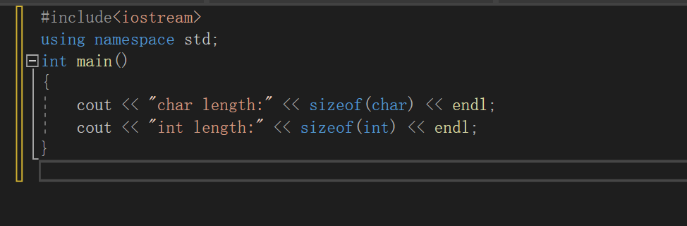 #include<iostream>
using namespace std;
int main()
{
cout << "char length:" << sizeof(char) << endl;
cout << "int length:" << sizeof(int) << endl;
}